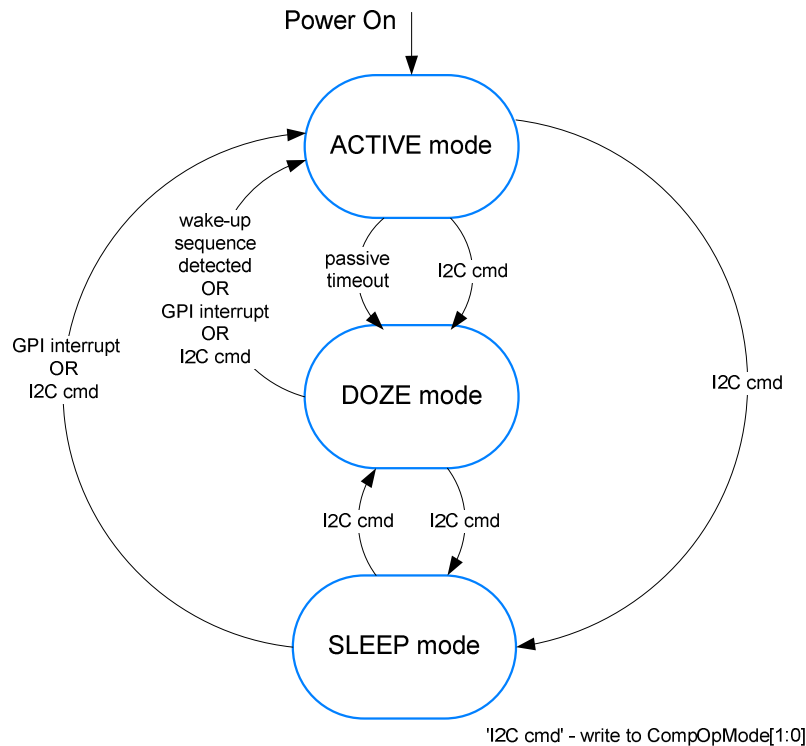 Power On
ACTIVE mode
wake-up
sequence
detected
OR
GPI interrupt
OR
I2C cmd
passive
timeout
I2C cmd
GPI interrupt
OR
I2C cmd
I2C cmd
DOZE mode
I2C cmd
I2C cmd
SLEEP mode
'I2C cmd' - write to CompOpMode[1:0]